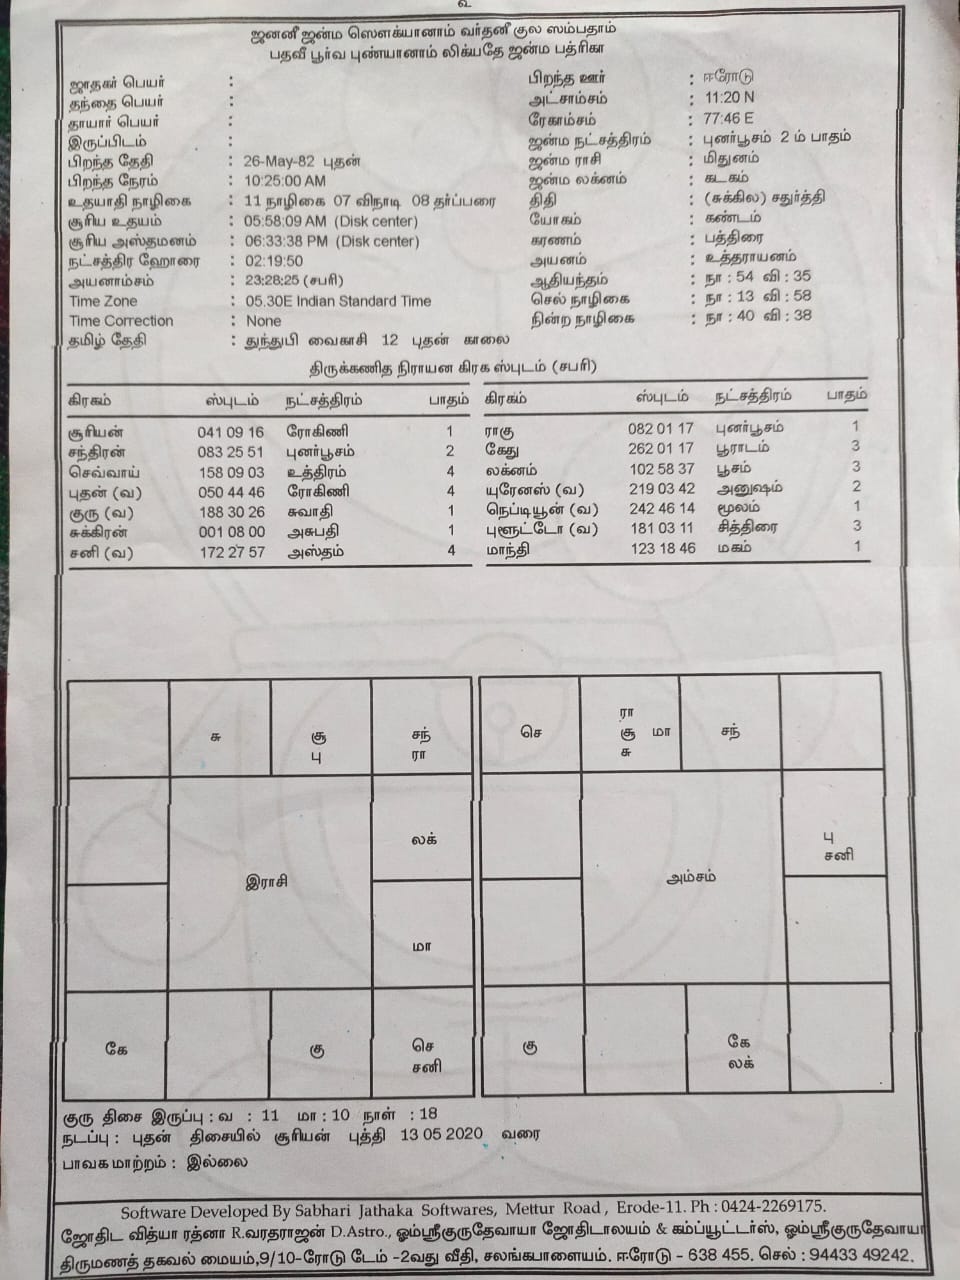 உ
ஜனனீ ஜன்ம ஸௌக்யானாம் வர்தனீ குல ஸம்பதாம்
பதவீ பூர்வ புண்யானாம் லிக்யதே ஜன்ம பத்ரிகா
ஜாதகர் பெயர் :
தந்தை பெயர் :
தாயார் பெயர் :
இருப்பிடம் :
பிறந்த தேதி : 26-May-82 புதன்
பிறந்த நேரம் : 10:25:00 AM
உதயாதி நாழிகை : 11 நாழிகை 07 விநாடி 08 தர்ப்பரை
சூரிய உதயம் : 05:58:09 AM (Disk center)
சூரிய அஸ்தமனம் : 06:33:38 PM (Disk center)
நட்சத்திர ஹோரை : 02:19:50
அயனாம்சம் : 23:28:25 (சபரி)
Time Zone : 05.30E Indian Standard Time
Time Correction : None
தமிழ் தேதி : துந்துபி வைகாசி 12 புதன் காலை
பிறந்த ஊர் : ஈரோடு
அட்சாம்சம் : 11:20 N
ரேகாம்சம் : 77:46 E
ஜன்ம நட்சத்திரம் : புனர்பூசம் 2 ம் பாதம்
ஜன்ம ராசி : மிதுனம்
ஜன்ம லக்னம் : கடகம்
திதி : (சுக்கில) சதுர்த்தி
யோகம் : கண்டம்
கரணம் : பத்திரை
அயனம் : உத்தராயனம்
ஆதியந்தம் : நா : 54 வி : 35
செல் நாழிகை : நா : 13 வி : 58
நின்ற நாழிகை : நா : 40 வி : 38
திருக்கணித நிராயன கிரக ஸ்புடம் (சபரி)
கிரகம் ஸ்புடம் நட்சத்திரம் பாதம்
சூரியன் 041 09 16 ரோகிணி 1
சந்திரன் 083 25 51 புனர்பூசம் 2
செவ்வாய் 158 09 03 உத்திரம் 4
புதன் (வ) 050 44 46 ரோகிணி 4
குரு (வ) 188 30 26 சுவாதி 1
சுக்கிரன் 001 08 00 அசுபதி 1
சனி (வ) 172 27 57 அஸ்தம் 4
கிரகம் ஸ்புடம் நட்சத்திரம் பாதம்
ராகு 082 01 17 புனர்பூசம் 1
கேது 262 01 17 பூராடம் 3
லக்னம் 102 58 37 பூசம் 3
யுரேனஸ் (வ) 219 03 42 அனுஷம் 2
நெப்டியூன் (வ) 242 46 14 மூலம் 1
புளூட்டோ (வ) 181 03 11 சித்திரை 3
மாந்தி 123 18 46 மகம் 1
சு
சூ
பு
சந்
ரா
லக்
இராசி
மா
கே
கு
செ
சனி
செ
ரா
சூ மா
சு
சந்
பு
சனி
அம்சம்
கு
கே
லக்
குரு திசை இருப்பு : வ : 11 மா : 10 நாள் : 18
நடப்பு : புதன் திசையில் சூரியன் புத்தி 13 05 2020 வரை
பாவக மாற்றம் : இல்லை
Software Developed By Sabhari Jathaka Softwares, Mettur Road , Erode-11. Ph : 0424-2269175.
ஜோதிட வித்யா ரத்னா R.வரதராஜன் D.Astro., ஓம்ஸ்ரீகுருதேவாயா ஜோதிடாலயம் & கம்ப்யூட்டர்ஸ், ஓம்ஸ்ரீகுருதேவாயா
திருமணத் தகவல் மையம்,9/10-ரோடு டேம் -2வது வீதி, சலங்கபாளையம். ஈரோடு - 638 455. செல் : 94433 49242.